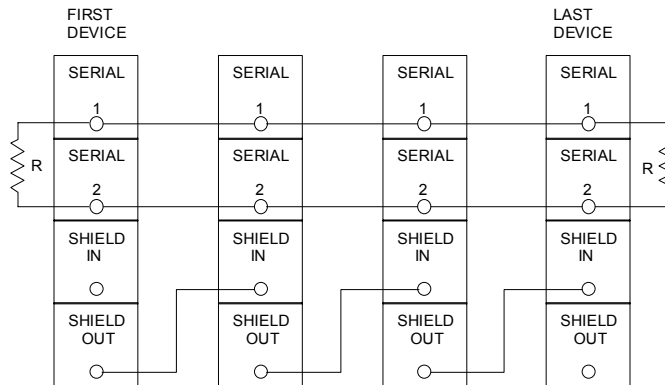 FIRST
DEVICE
LAST
DEVICE
SERIAL
SERIAL
SERIAL
SERIAL
1
1
1
1
SERIAL
SERIAL
SERIAL
SERIAL
R
R
2
2
2
2
SHIELD
IN
SHIELD
IN
SHIELD
IN
SHIELD
IN
SHIELD
OUT
SHIELD
OUT
SHIELD
OUT
SHIELD
OUT